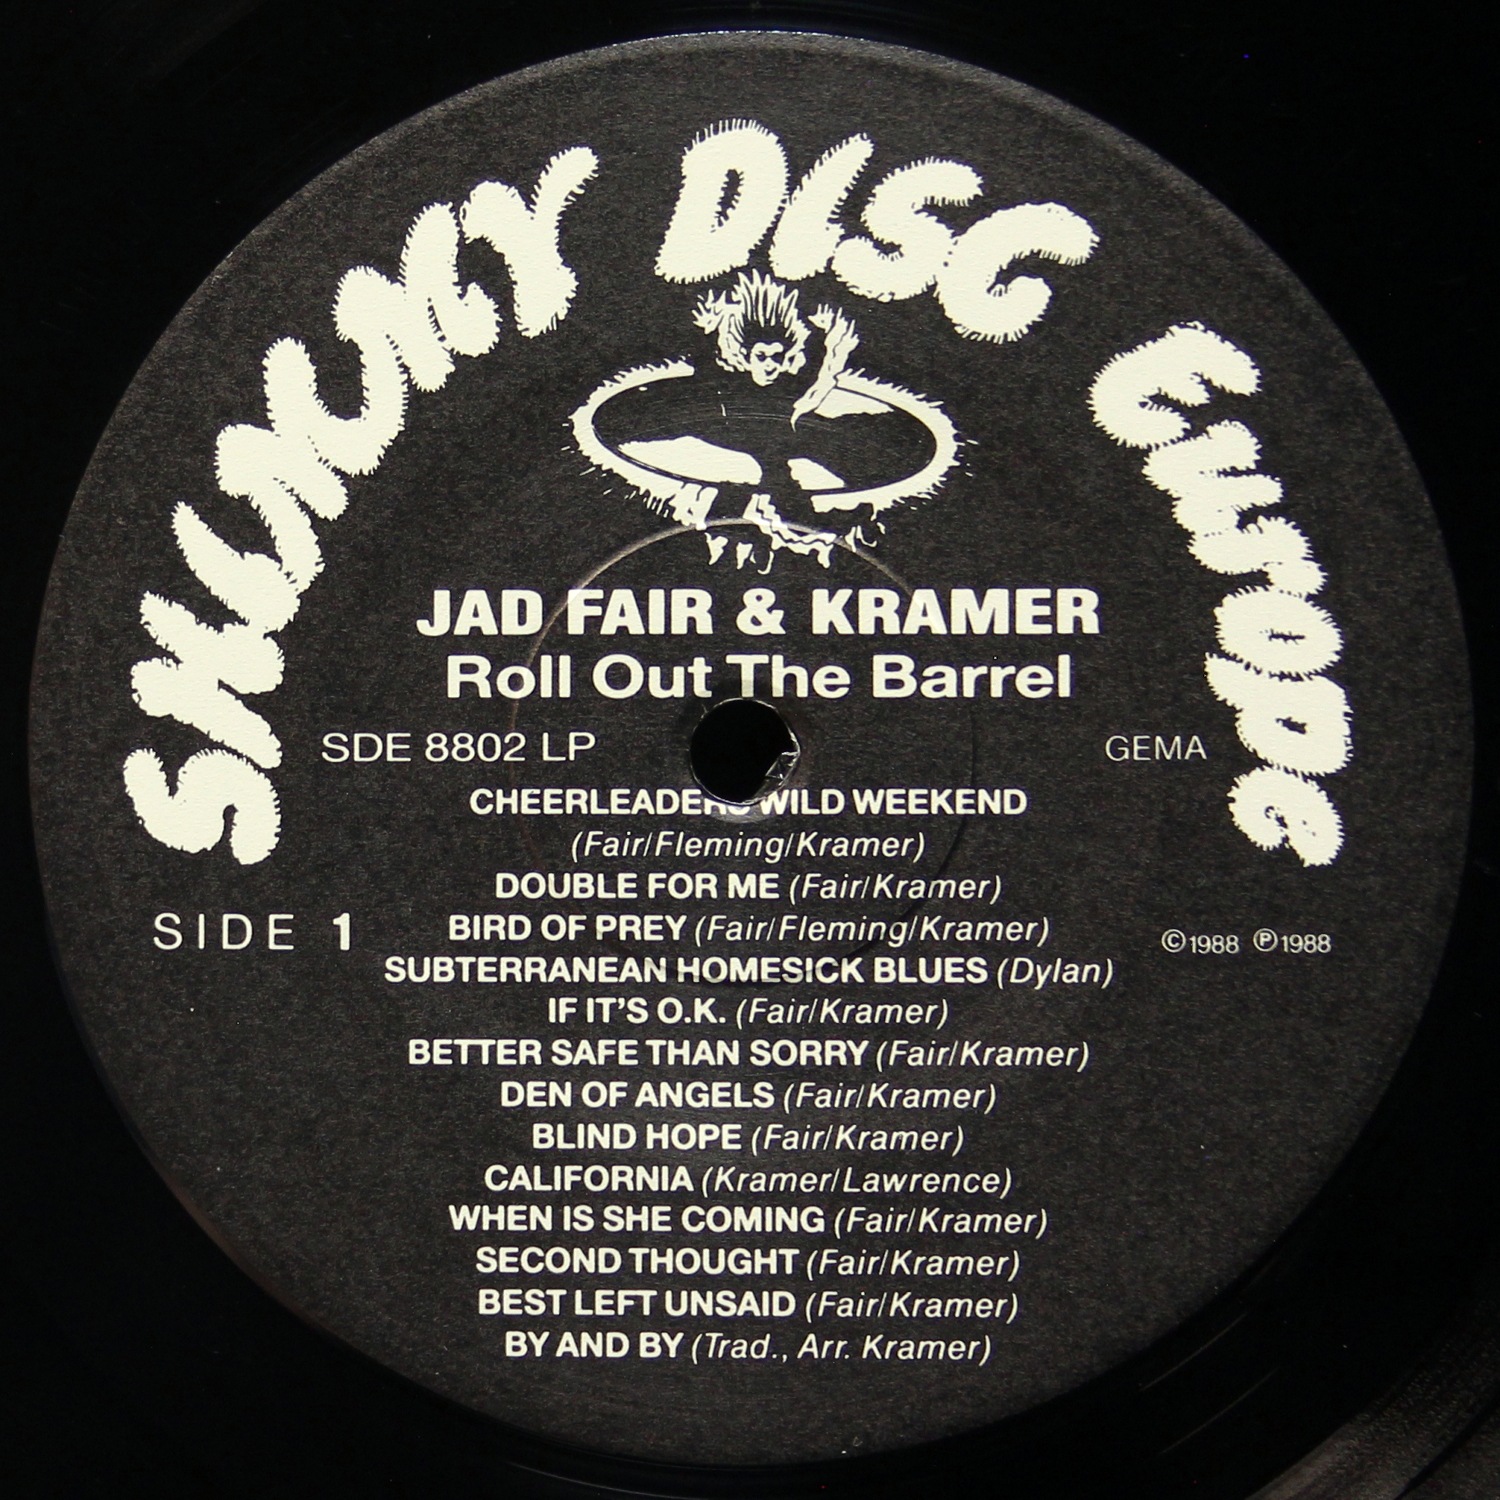 SHIMMY DISC EUROPE
JAD FAIR & KRAMER
Roll Out The Barrel
SDE 8802 LP
GEMA
CHEERLEADERS WILD WEEKEND
(Fair/Fleming/Kramer)
DOUBLE FOR ME (Fair/Kramer)
SIDE 1
BIRD OF PREY (Fair/Fleming/Kramer)
©1988 ℗1988
SUBTERRANEAN HOMESICK BLUES (Dylan)
IF IT'S O.K. (Fair/Kramer)
BETTER SAFE THAN SORRY (Fair/Kramer)
DEN OF ANGELS (Fair/Kramer)
BLIND HOPE (Fair/Kramer)
CALIFORNIA (Kramer/Lawrence)
WHEN IS SHE COMING (Fair/Kramer)
SECOND THOUGHT (Fair/Kramer)
BEST LEFT UNSAID (Fair/Kramer)
BY AND BY (Trad., Arr. Kramer)